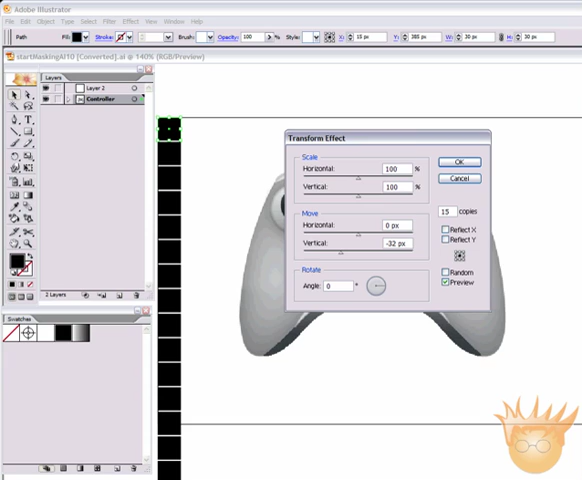 Adobe Illustrator
File Edit Object Type Select Filter Effect View Window Help
Path Fill: Stroke: Brush: Opacity: 100 Style: X: 15 px Y: 385 px W: 30 px H: 30 px
startMaskingAI10 [Converted].ai @ 140% (RGB/Preview)
Layers
Layer 2
Controller
2 Layers
Swatches
Transform Effect
Scale
Horizontal: 100 %
Vertical: 100 %
Move
Horizontal: 0 px
Vertical: -32 px
Rotate
Angle: 0 °
OK
Cancel
15 copies
Reflect X
Reflect Y
Random
Preview